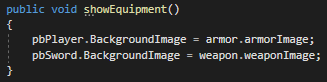 public void showEquipment()
{
pbPlayer.BackgroundImage = armor.armorImage;
pbSword.BackgroundImage = weapon.weaponImage;
}